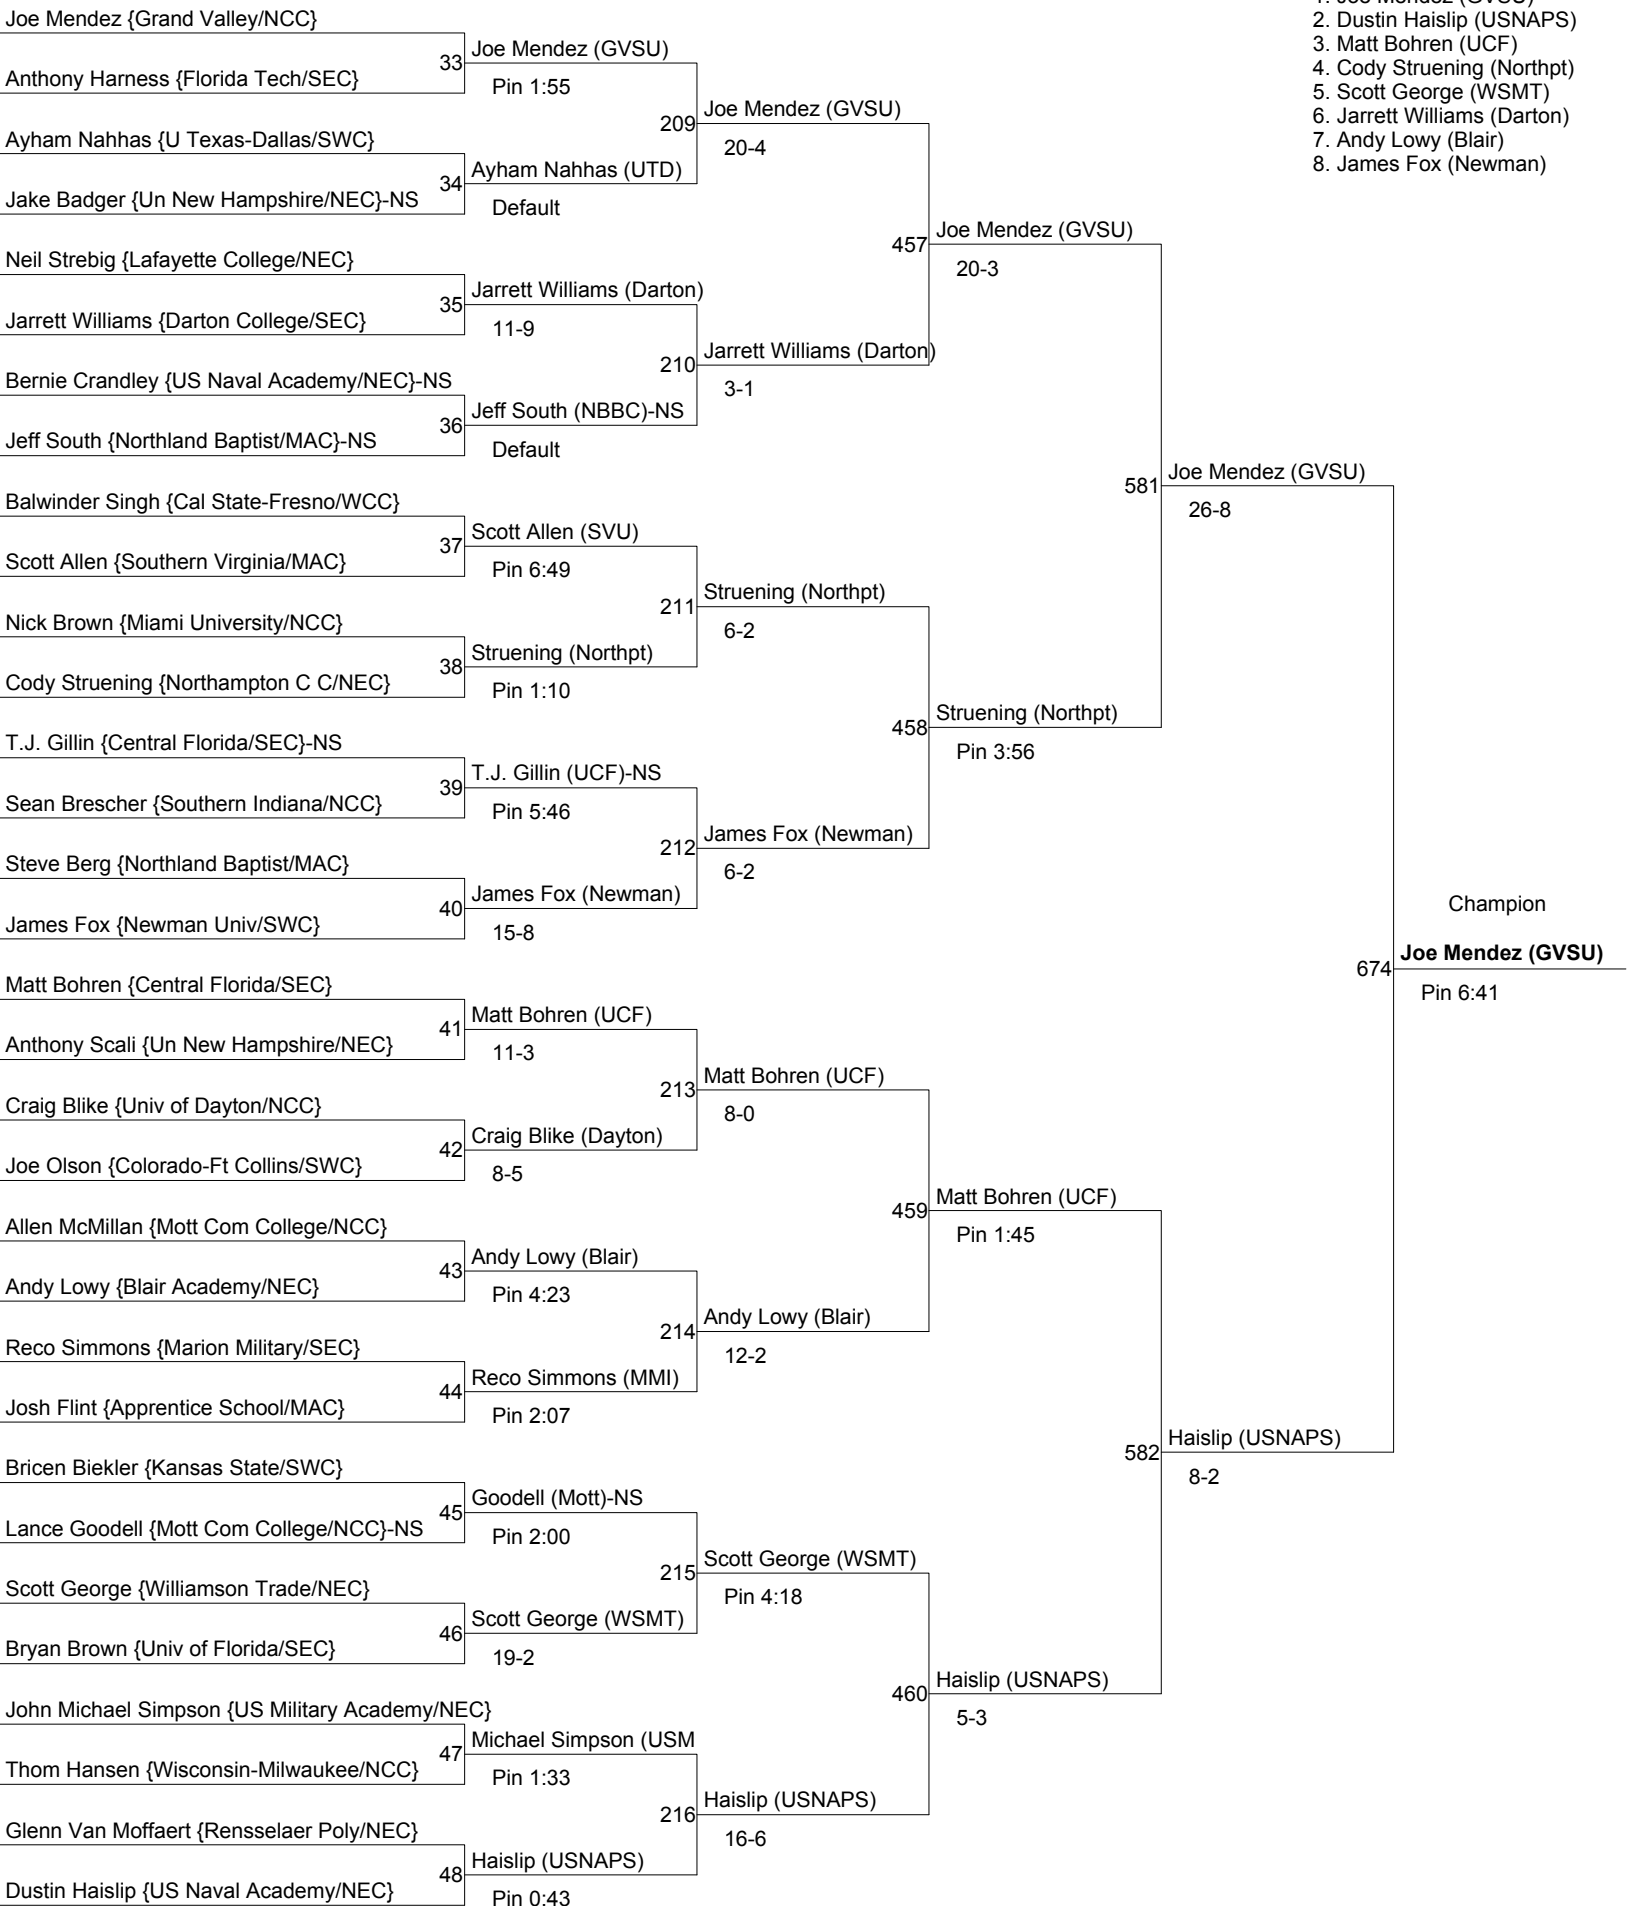 1. Joe Mendez (GVSU)
2. Dustin Haislip (USNAPS)
3. Matt Bohren (UCF)
4. Cody Struening (Northpt)
5. Scott George (WSMT)
6. Jarrett Williams (Darton)
7. Andy Lowy (Blair)
8. James Fox (Newman)
Joe Mendez {Grand Valley/NCC}
Anthony Harness {Florida Tech/SEC}
Ayham Nahhas {U Texas-Dallas/SWC}
Jake Badger {Un New Hampshire/NEC}-NS
Neil Strebig {Lafayette College/NEC}
Jarrett Williams {Darton College/SEC}
Bernie Crandley {US Naval Academy/NEC}-NS
Jeff South {Northland Baptist/MAC}-NS
Balwinder Singh {Cal State-Fresno/WCC}
Scott Allen {Southern Virginia/MAC}
Nick Brown {Miami University/NCC}
Cody Struening {Northampton C C/NEC}
T.J. Gillin {Central Florida/SEC}-NS
Sean Brescher {Southern Indiana/NCC}
Steve Berg {Northland Baptist/MAC}
James Fox {Newman Univ/SWC}
Matt Bohren {Central Florida/SEC}
Anthony Scali {Un New Hampshire/NEC}
Craig Blike {Univ of Dayton/NCC}
Joe Olson {Colorado-Ft Collins/SWC}
Allen McMillan {Mott Com College/NCC}
Andy Lowy {Blair Academy/NEC}
Reco Simmons {Marion Military/SEC}
Josh Flint {Apprentice School/MAC}
Bricen Biekler {Kansas State/SWC}
Lance Goodell {Mott Com College/NCC}-NS
Scott George {Williamson Trade/NEC}
Bryan Brown {Univ of Florida/SEC}
John Michael Simpson {US Military Academy/NEC}
Thom Hansen {Wisconsin-Milwaukee/NCC}
Glenn Van Moffaert {Rensselaer Poly/NEC}
Dustin Haislip {US Naval Academy/NEC}
33 Joe Mendez (GVSU)
Pin 1:55
34 Ayham Nahhas (UTD)
Default
35 Jarrett Williams (Darton)
11-9
36 Jeff South (NBBC)-NS
Default
37 Scott Allen (SVU)
Pin 6:49
38 Struening (Northpt)
Pin 1:10
39 T.J. Gillin (UCF)-NS
Pin 5:46
40 James Fox (Newman)
15-8
41 Matt Bohren (UCF)
11-3
42 Craig Blike (Dayton)
8-5
43 Andy Lowy (Blair)
Pin 4:23
44 Reco Simmons (MMI)
Pin 2:07
45 Goodell (Mott)-NS
Pin 2:00
46 Scott George (WSMT)
19-2
47 Michael Simpson (USM
Pin 1:33
48 Haislip (USNAPS)
Pin 0:43
209 Joe Mendez (GVSU)
20-4
210 Jarrett Williams (Darton)
3-1
211 Struening (Northpt)
6-2
212 James Fox (Newman)
6-2
213 Matt Bohren (UCF)
8-0
214 Andy Lowy (Blair)
12-2
215 Scott George (WSMT)
Pin 4:18
216 Haislip (USNAPS)
16-6
457 Joe Mendez (GVSU)
20-3
458 Struening (Northpt)
Pin 3:56
459 Matt Bohren (UCF)
Pin 1:45
460 Haislip (USNAPS)
5-3
581 Joe Mendez (GVSU)
26-8
582 Haislip (USNAPS)
8-2
Champion
674 Joe Mendez (GVSU)
Pin 6:41